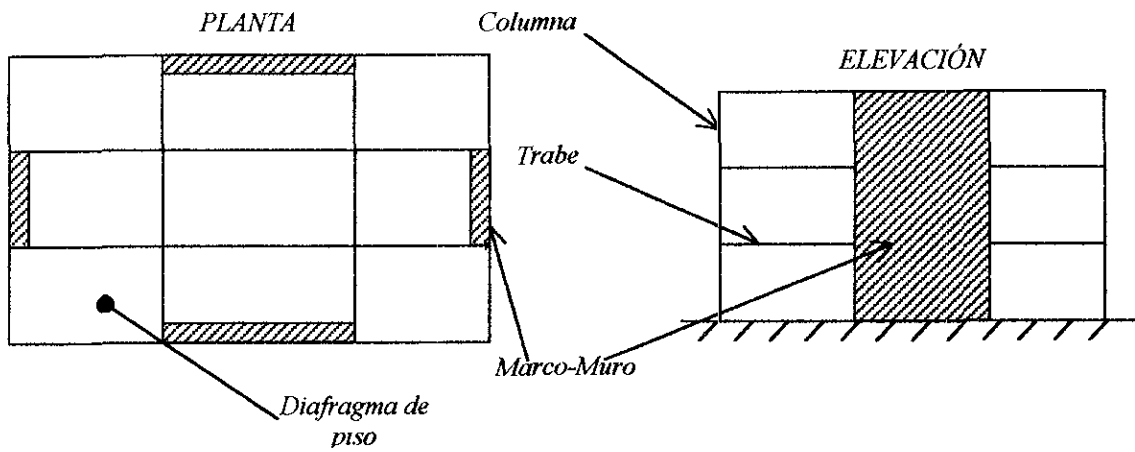 PLANTA
Columna
ELEVACIÓN
Trabe
Marco-Muro
Diafragma de
piso